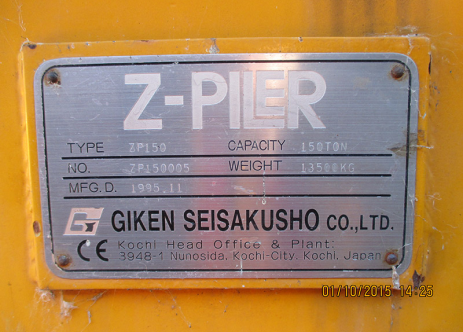 Z-PILER
TYPE ZP150 CAPACITY 150TON
NO. ZP150005 WEIGHT 13500KG
MFG.D. 1995.11
G GIKEN SEISAKUSHO CO.,LTD.
CE Kochi Head Office & Plant:
3948-1 Nunosida, Kochi-City, Kochi, Japan
01/10/2015 14:25